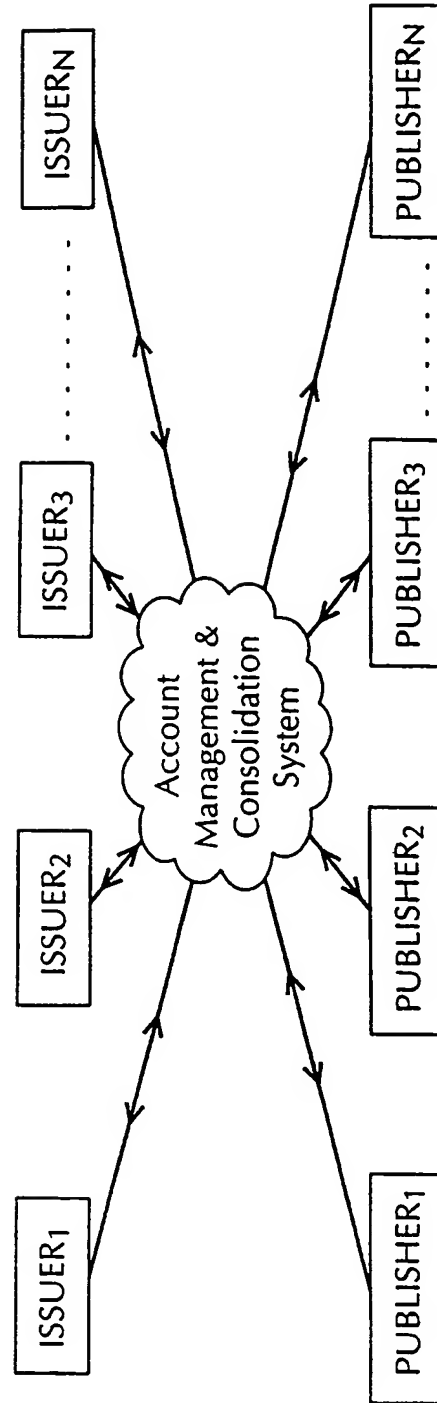 ISSUER1
ISSUER2
ISSUER3
ISSUERN
Account
Management &
Consolidation
System
PUBLISHER1
PUBLISHER2
PUBLISHER3
PUBLISHERN